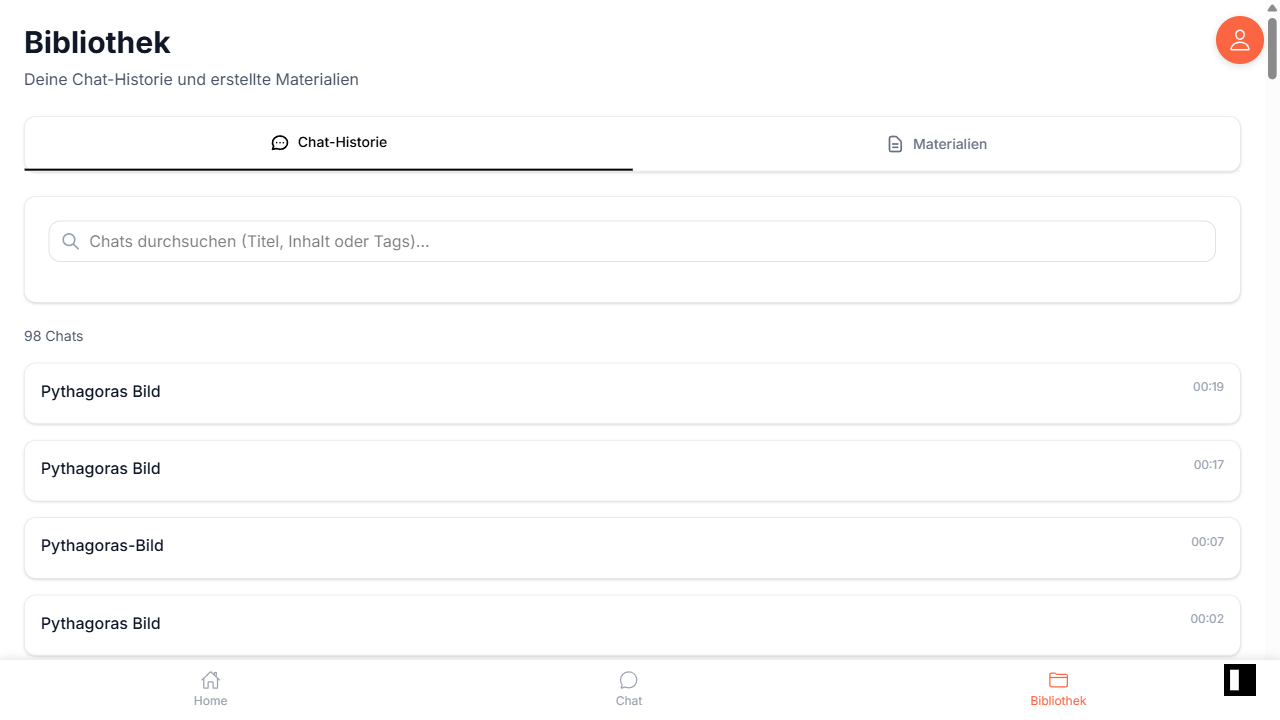 Bibliothek
Deine Chat-Historie und erstellte Materialien
Chat-Historie
Materialien
Chats durchsuchen (Titel, Inhalt oder Tags)...
98 Chats
Pythagoras Bild
00:19
Pythagoras Bild
00:17
Pythagoras-Bild
00:07
Pythagoras Bild
00:02
Home
Chat
Bibliothek